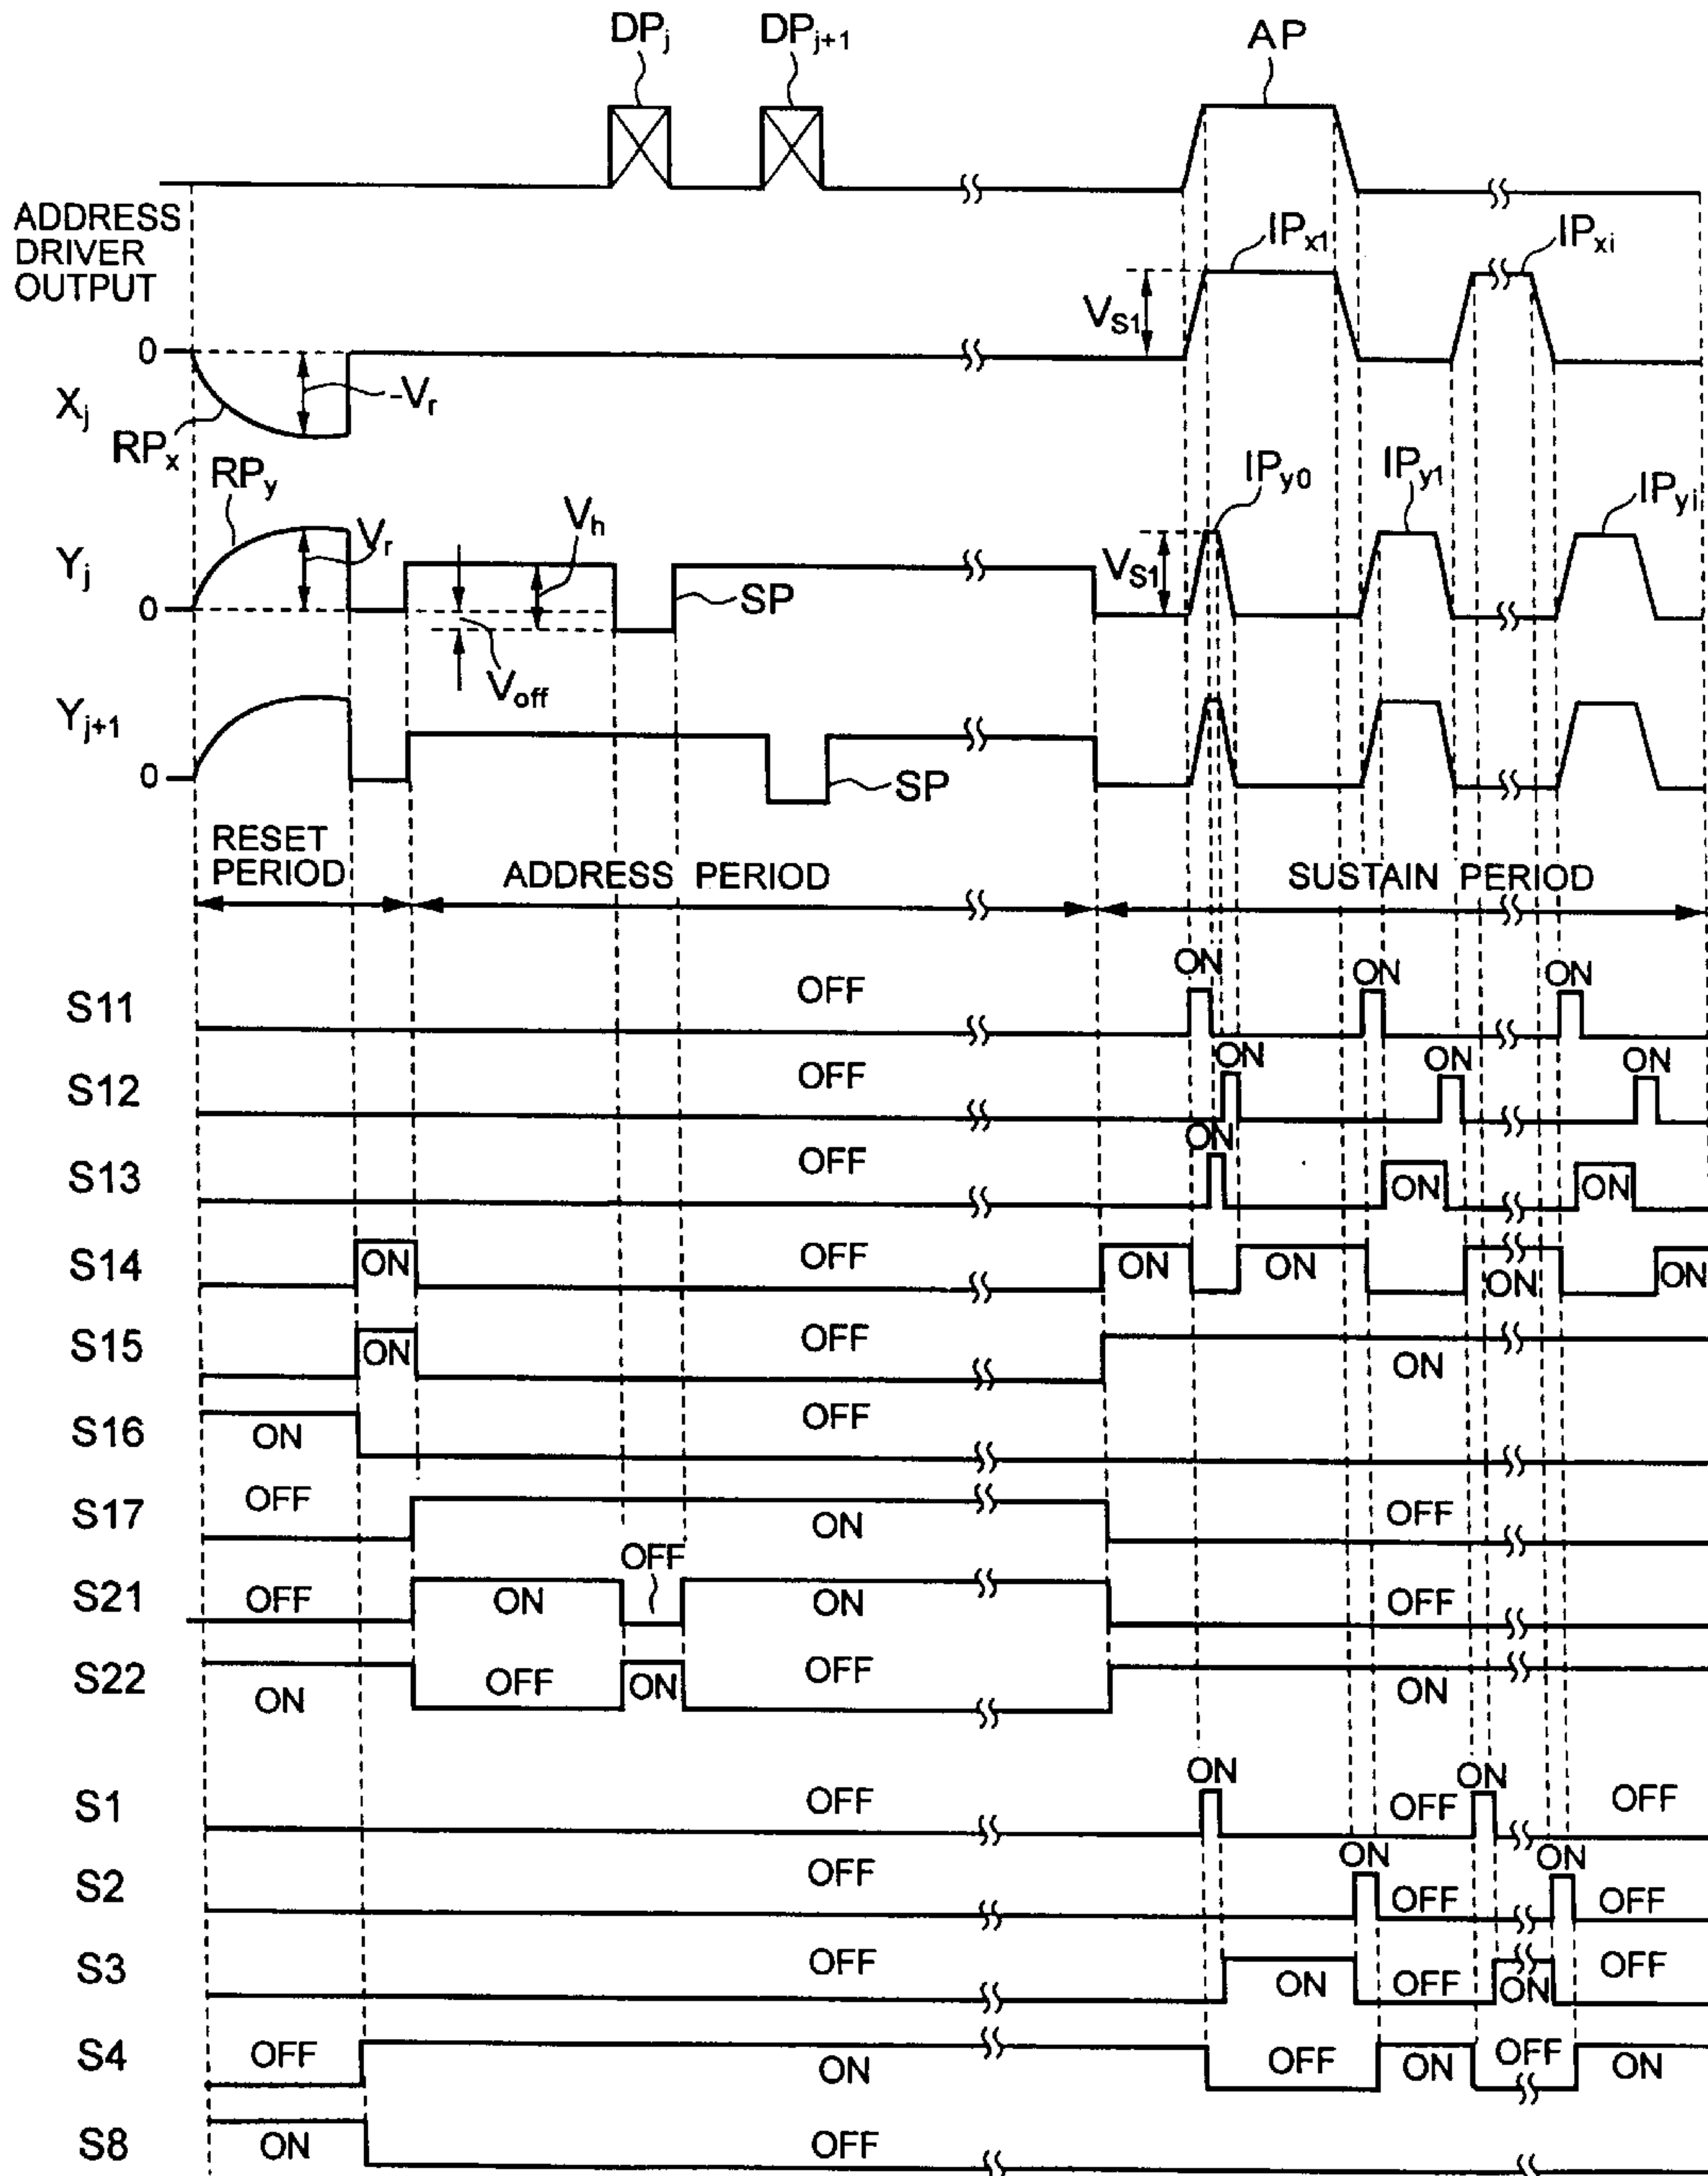 DPj DPj+1 AP
ADDRESS
DRIVER
OUTPUT
IPx1 IPxi
VS1
0
Xj -Vr
RPx
RPy IPy0 IPy1 IPyi
Vr Vh
Yj VS1
0 SP
Voff
Yj+1
0 SP
RESET
PERIOD ADDRESS PERIOD SUSTAIN PERIOD
S11 OFF ON ON ON
S12 OFF ON ON ON
S13 OFF ON ON ON
S14 ON OFF ON ON ON ON
S15 ON OFF ON
S16 ON OFF
S17 OFF ON OFF
S21 OFF ON OFF ON OFF
S22 ON OFF ON OFF ON
S1 OFF ON OFF ON OFF
S2 OFF ON OFF ON OFF
S3 OFF ON OFF ON OFF
S4 OFF ON OFF ON OFF ON
S8 ON OFF